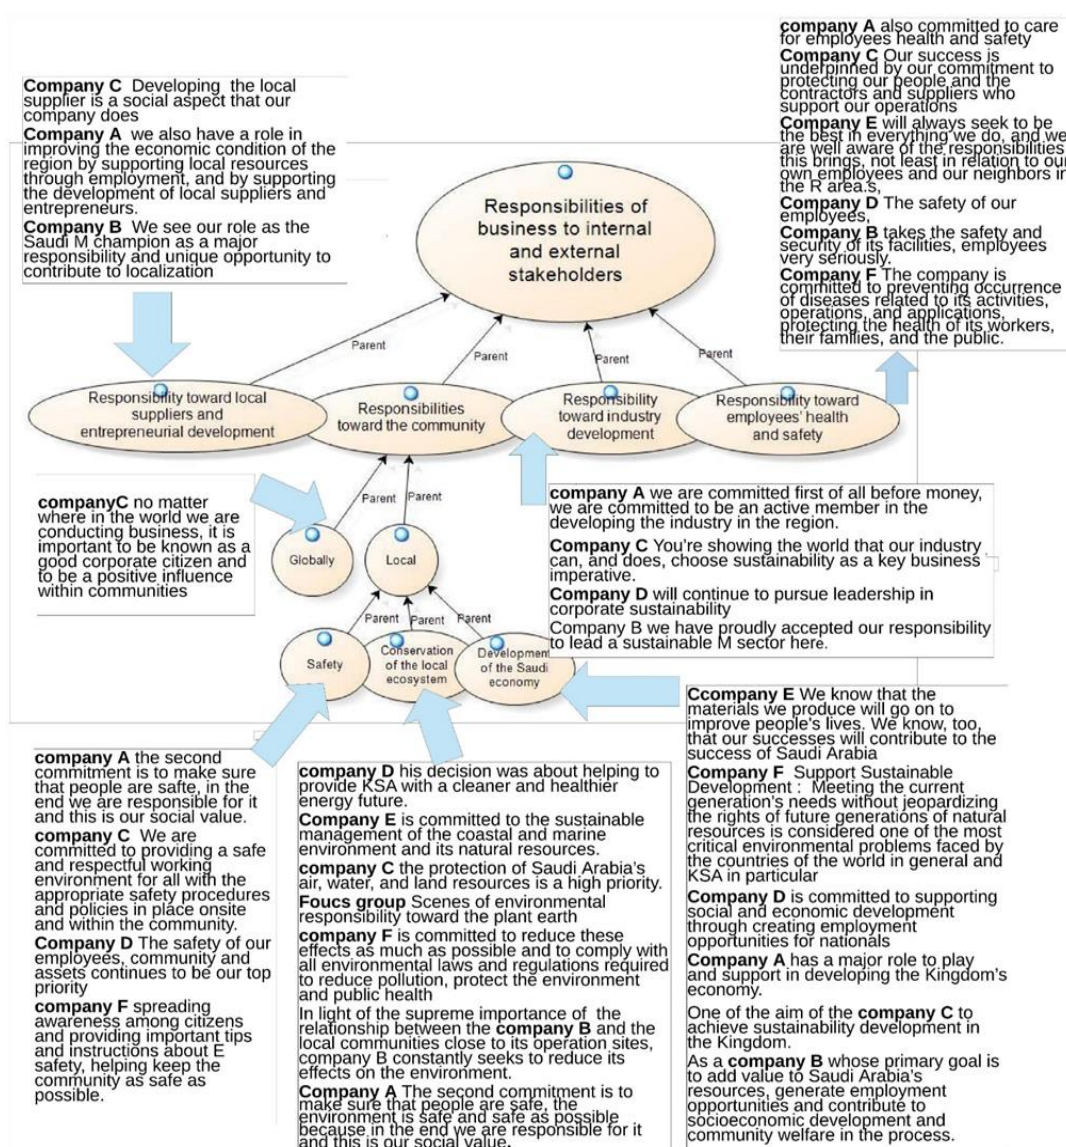 Company C Developing the local
supplier is a social aspect that our
company does
Company A we also have a role in
improving the economic condition of the
region by supporting local resources
through employment, and by supporting
the development of local suppliers and
entrepreneurs.
Company B We see our role as the
Saudi M champion as a major
responsibility and unique opportunity to
contribute to localization
company A also committed to care
for employees health and safety
Company C Our success is
underpinned by our commitment to
protecting our people and the
contractors and suppliers who
support our operations
Company E will always seek to be
the best in everything we do, and we
are well aware of the responsibilities
this brings, not least in relation to our
own employees and our neighbors in
the R area.s,
Company D The safety of our
employees,
Company B takes the safety and
security of its facilities, employees
very seriously.
Company F The company is
committed to preventing occurrence
of diseases related to its activities,
operations, and applications,
protecting the health of its workers,
their families, and the public.
Responsibilities of
business to internal
and external
stakeholders
Parent
Parent
Parent
Parent
Responsibility toward local
suppliers and
entrepreneurial development
Responsibilities
toward the community
Responsibility
toward industry
development
Responsibility toward
employees' health
and safety
companyC no matter
where in the world we are
conducting business, it is
important to be known as a
good corporate citizen and
to be a positive influence
within communities
Parent
Parent
Globally
Local
company A we are committed first of all before money,
we are committed to be an active member in the
developing the industry in the region.
Company C You're showing the world that our industry
can, and does, choose sustainability as a key business
imperative.
Company D will continue to pursue leadership in
corporate sustainability
Company B we have proudly accepted our responsibility
to lead a sustainable M sector here.
Parent
Parent
Parent
Safety
Conservation
of the local
ecosystem
Development
of the Saudi
economy
company A the second
commitment is to make sure
that people are safte, in the
end we are responsible for it
and this is our social value.
company C We are
committed to providing a safe
and respectful working
environment for all with the
appropriate safety procedures
and policies in place onsite
and within the community.
Company D The safety of our
employees, community and
assets continues to be our top
priority
company F spreading
awareness among citizens
and providing important tips
and instructions about E
safety, helping keep the
community as safe as
possible.
company D his decision was about helping to
provide KSA with a cleaner and healthier
energy future.
Company E is committed to the sustainable
management of the coastal and marine
environment and its natural resources.
company C the protection of Saudi Arabia's
air, water, and land resources is a high priority.
Foucs group Scenes of environmental
responsibility toward the plant earth
company F is committed to reduce these
effects as much as possible and to comply with
all environmental laws and regulations required
to reduce pollution, protect the environment
and public health
In light of the supreme importance of the
relationship between the company B and the
local communities close to its operation sites,
company B constantly seeks to reduce its
effects on the environment.
Company A The second commitment is to
make sure that people are safe, the
environment is safe and safe as possible
because in the end we are responsible for it
and this is our social value.
Ccompany E We know that the
materials we produce will go on to
improve people's lives. We know, too,
that our successes will contribute to the
success of Saudi Arabia
Company F Support Sustainable
Development : Meeting the current
generation's needs without jeopardizing
the rights of future generations of natural
resources is considered one of the most
critical environmental problems faced by
the countries of the world in general and
KSA in particular
Company D is committed to supporting
social and economic development
through creating employment
opportunities for nationals
Company A has a major role to play
and support in developing the Kingdom's
economy.
One of the aim of the company C to
achieve sustainability development in
the Kingdom.
As a company B whose primary goal is
to add value to Saudi Arabia's
resources, generate employment
opportunities and contribute to
socioeconomic development and
community welfare in the process.